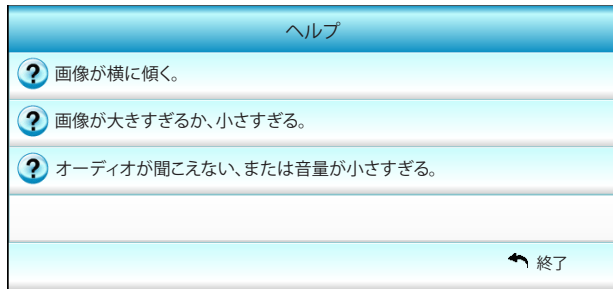 ヘルプ
画像が横に傾く。
画像が大きすぎるか、小さすぎる。
オーディオが聞こえない、または音量が小さすぎる。
終了